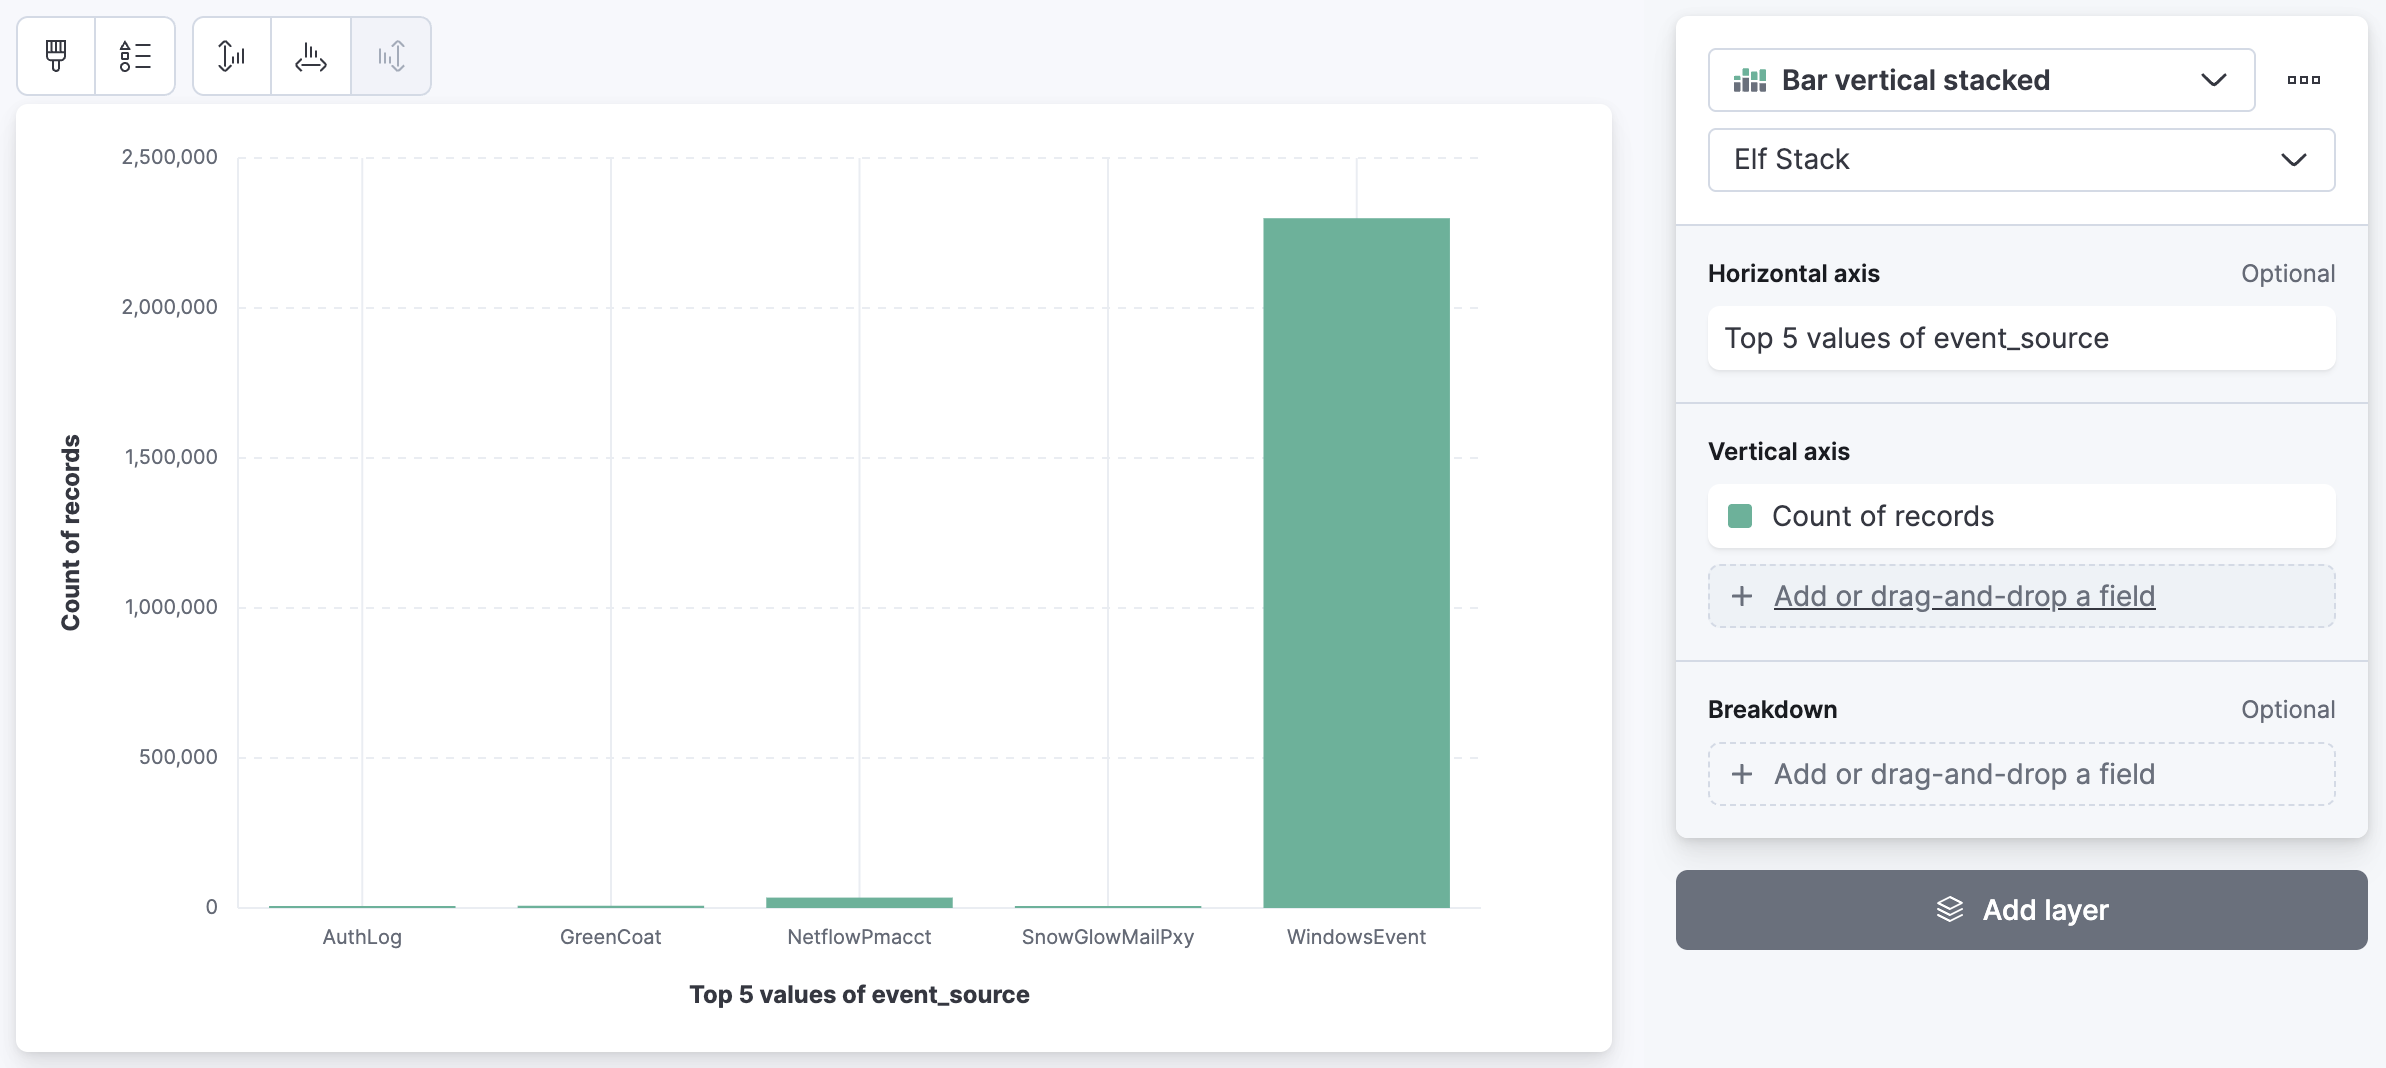 2,500,000
2,000,000
1,500,000
1,000,000
500,000
0
Count of records
AuthLog
GreenCoat
NetflowPmacct
SnowGlowMailPxy
WindowsEvent
Top 5 values of event_source
Bar vertical stacked
Elf Stack
Horizontal axis
Optional
Top 5 values of event_source
Vertical axis
Count of records
Add or drag-and-drop a field
Breakdown
Optional
Add or drag-and-drop a field
Add layer